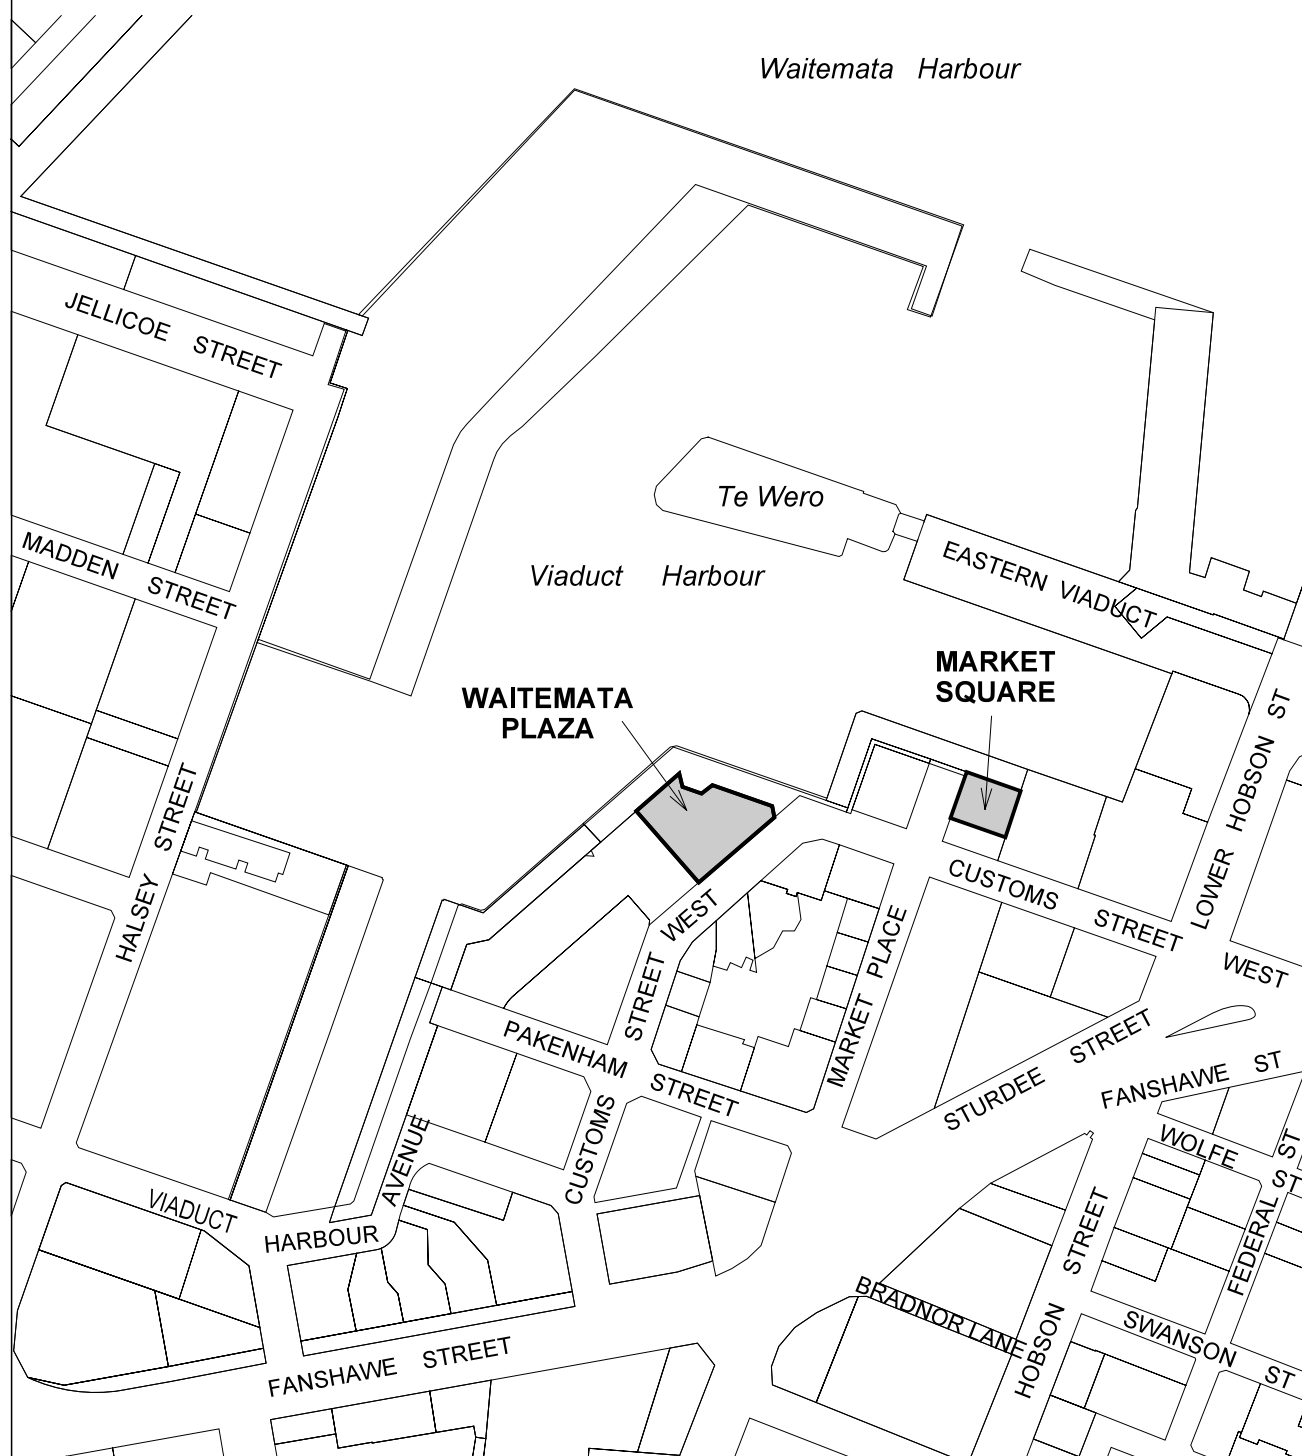 Waitemata Harbour
JELLICOE STREET
Te Wero
MADDEN STREET
EASTERN VIADUCT
Viaduct Harbour
MARKET
SQUARE
WAITEMATA
PLAZA
LOWER HOBSON ST
HALSEY STREET
CUSTOMS STREET WEST
CUSTOMS STREET WEST
MARKET PLACE
PAKENHAM STREET
STURDEE STREET
FANSHAWE ST
WOLFE ST
ST
FEDERAL
VIADUCT HARBOUR AVENUE
HOBSON STREET
BRADNOR LANE
SWANSON ST
FANSHAWE STREET